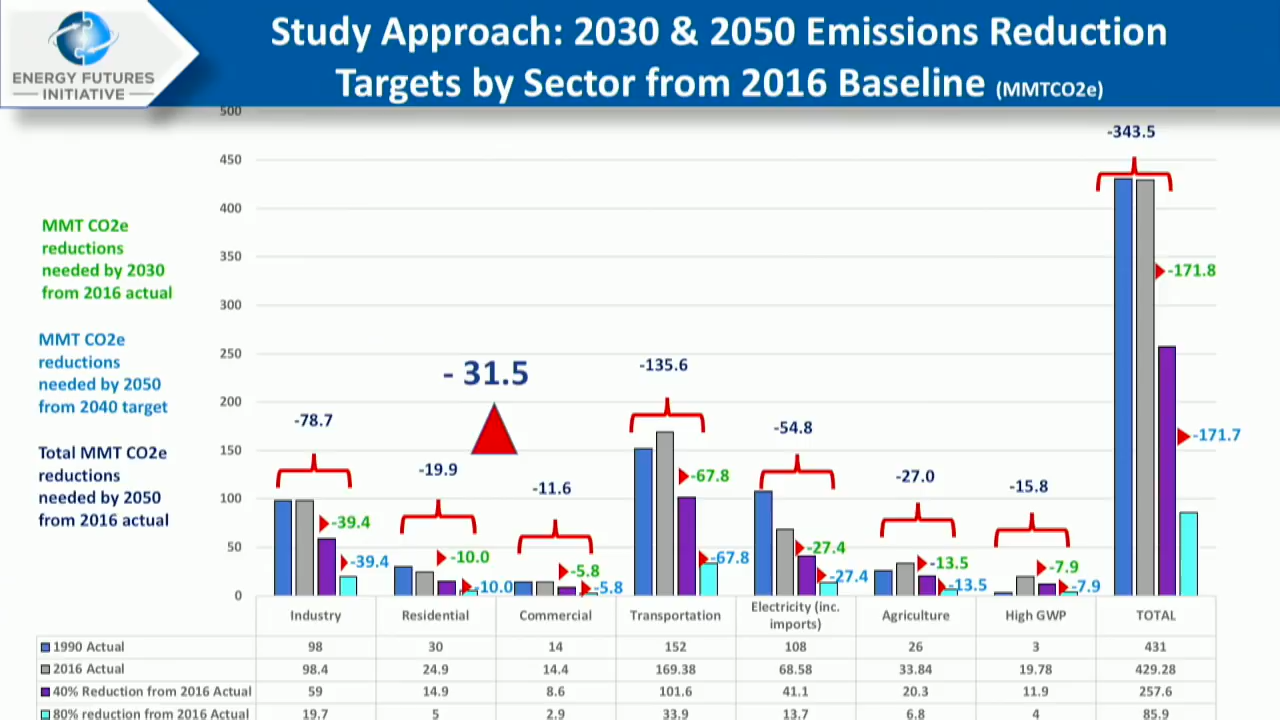 ENERGY FUTURES
INITIATIVE
Study Approach: 2030 & 2050 Emissions Reduction
Targets by Sector from 2016 Baseline (MMTCO2e)
500
450
400
350
300
250
200
150
100
50
0
MMT CO2e
reductions
needed by 2030
from 2016 actual
MMT CO2e
reductions
needed by 2050
from 2040 target
Total MMT CO2e
reductions
needed by 2050
from 2016 actual
-78.7
-39.4
-39.4
-19.9
-10.0
-10.0
- 31.5
-11.6
-5.8
-5.8
-135.6
-67.8
-67.8
-54.8
-27.4
-27.4
-27.0
-13.5
-13.5
-15.8
-7.9
-7.9
-343.5
-171.8
-171.7
Industry Residential Commercial Transportation Electricity (inc. imports) Agriculture High GWP TOTAL
1990 Actual 98 30 14 152 108 26 3 431
2016 Actual 98.4 24.9 14.4 169.38 68.58 33.84 19.78 429.28
40% Reduction from 2016 Actual 59 14.9 8.6 101.6 41.1 20.3 11.9 257.6
80% reduction from 2016 Actual 19.7 5 2.9 33.9 13.7 6.8 4 85.9